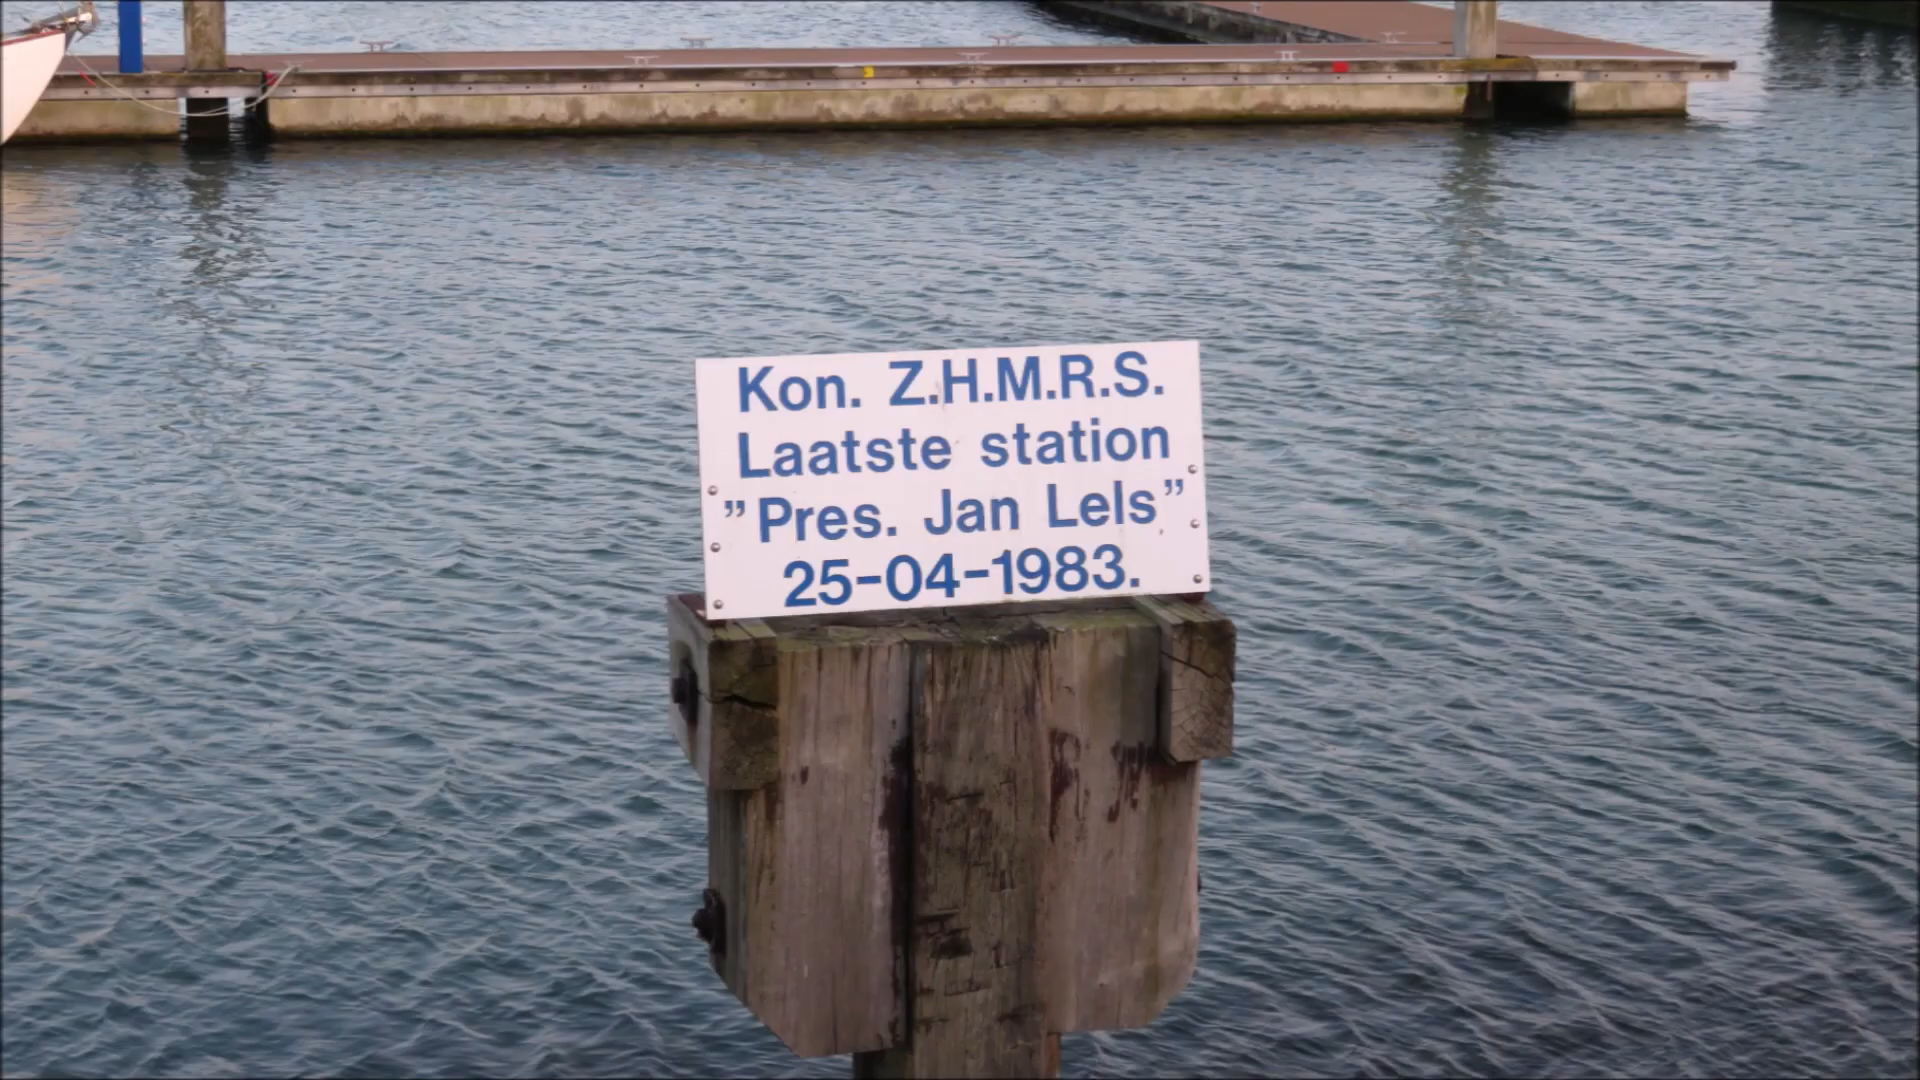 Kon. Z.H.M.R.S.
Laatste station
”Pres. Jan Lels”
25-04-1983.